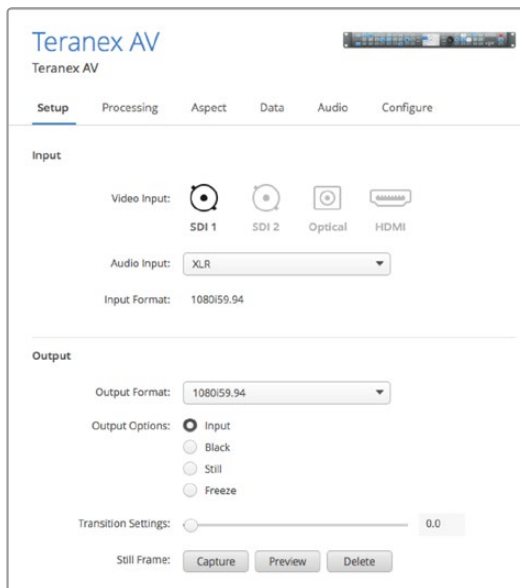 Teranex AV
Teranex AV
Setup Processing Aspect Data Audio Configure
Input
Video Input:
SDI 1 SDI 2 Optical HDMI
Audio Input: XLR
Input Format: 1080i59.94
Output
Output Format: 1080i59.94
Output Options: Input
Black
Still
Freeze
Transition Settings: 0.0
Still Frame: Capture Preview Delete